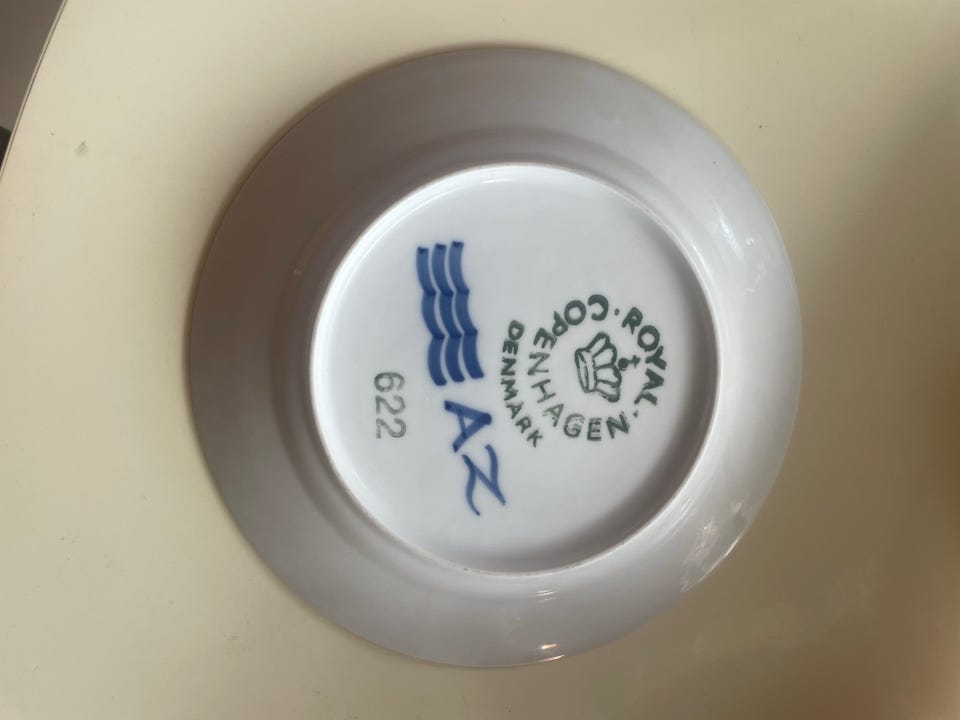 ROYAL
COPENHAGEN
DENMARK
AZ
622